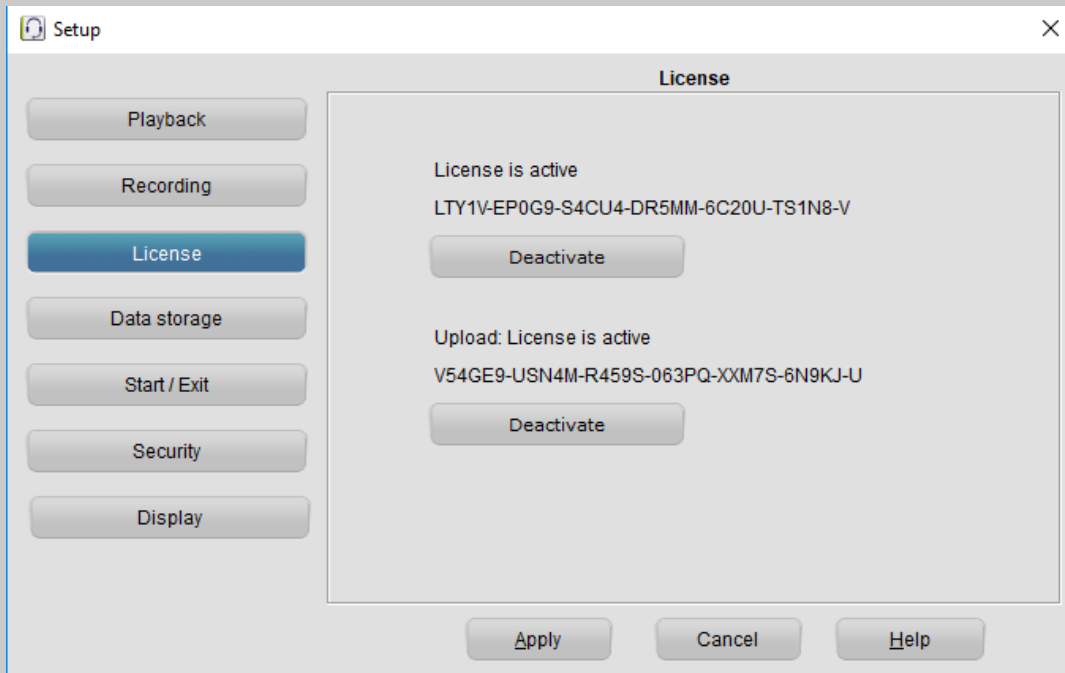 Setup
License
Playback
Recording
License
Data storage
Start / Exit
Security
Display
License is active
LTY1V-EP0G9-S4CU4-DR5MM-6C20U-TS1N8-V
Deactivate
Upload: License is active
V54GE9-USN4M-R459S-063PQ-XXM7S-6N9KJ-U
Deactivate
Apply
Cancel
Help